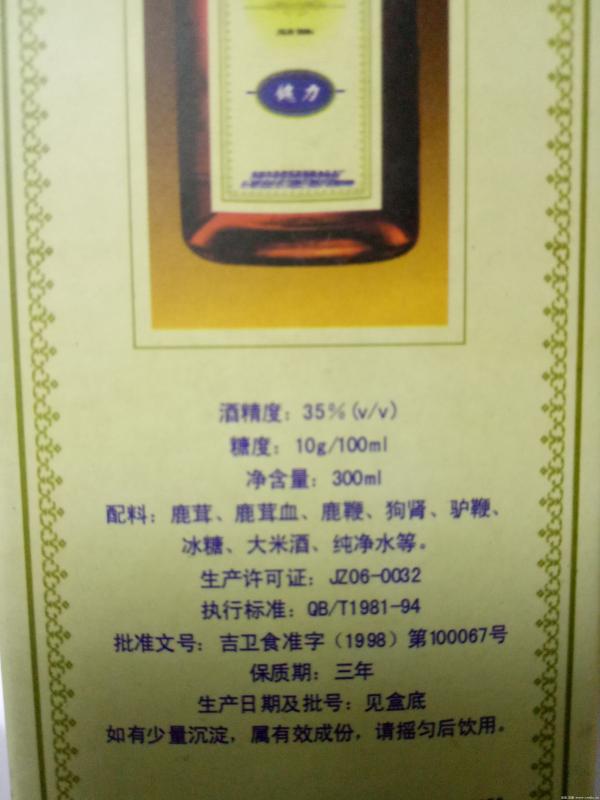 健力
酒精度：35％(v/v)
糖度：10g/100ml
净含量：300ml
配料：鹿茸、鹿茸血、鹿鞭、狗肾、驴鞭、
冰糖、大米酒、纯净水等。
生产许可证：JZ06-0032
执行标准：QB/T1981-94
批准文号：吉卫食准字（1998）第100067号
保质期：三年
生产日期及批号：见盒底
如有少量沉淀，属有效成份，请摇匀后饮用。